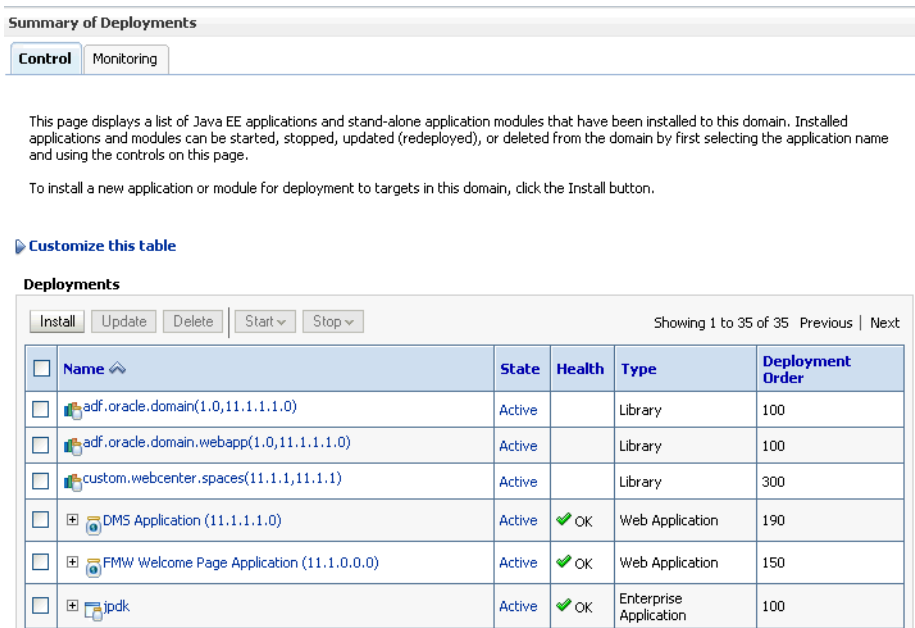 Summary of Deployments
Control Monitoring
This page displays a list of Java EE applications and stand-alone application modules that have been installed to this domain. Installed
applications and modules can be started, stopped, updated (redeployed), or deleted from the domain by first selecting the application name
and using the controls on this page.
To install a new application or module for deployment to targets in this domain, click the Install button.
Customize this table
Deployments
Install Update Delete Start Stop Showing 1 to 35 of 35 Previous | Next
Name State Health Type Deployment
Order
adf.oracle.domain(1.0,11.1.1.1.0) Active Library 100
adf.oracle.domain.webapp(1.0,11.1.1.1.0) Active Library 100
custom.webcenter.spaces(11.1.1,11.1.1) Active Library 300
DMS Application (11.1.1.1.0) Active OK Web Application 190
FMW Welcome Page Application (11.1.0.0.0) Active OK Web Application 150
jpdk Active OK Enterprise
Application 100